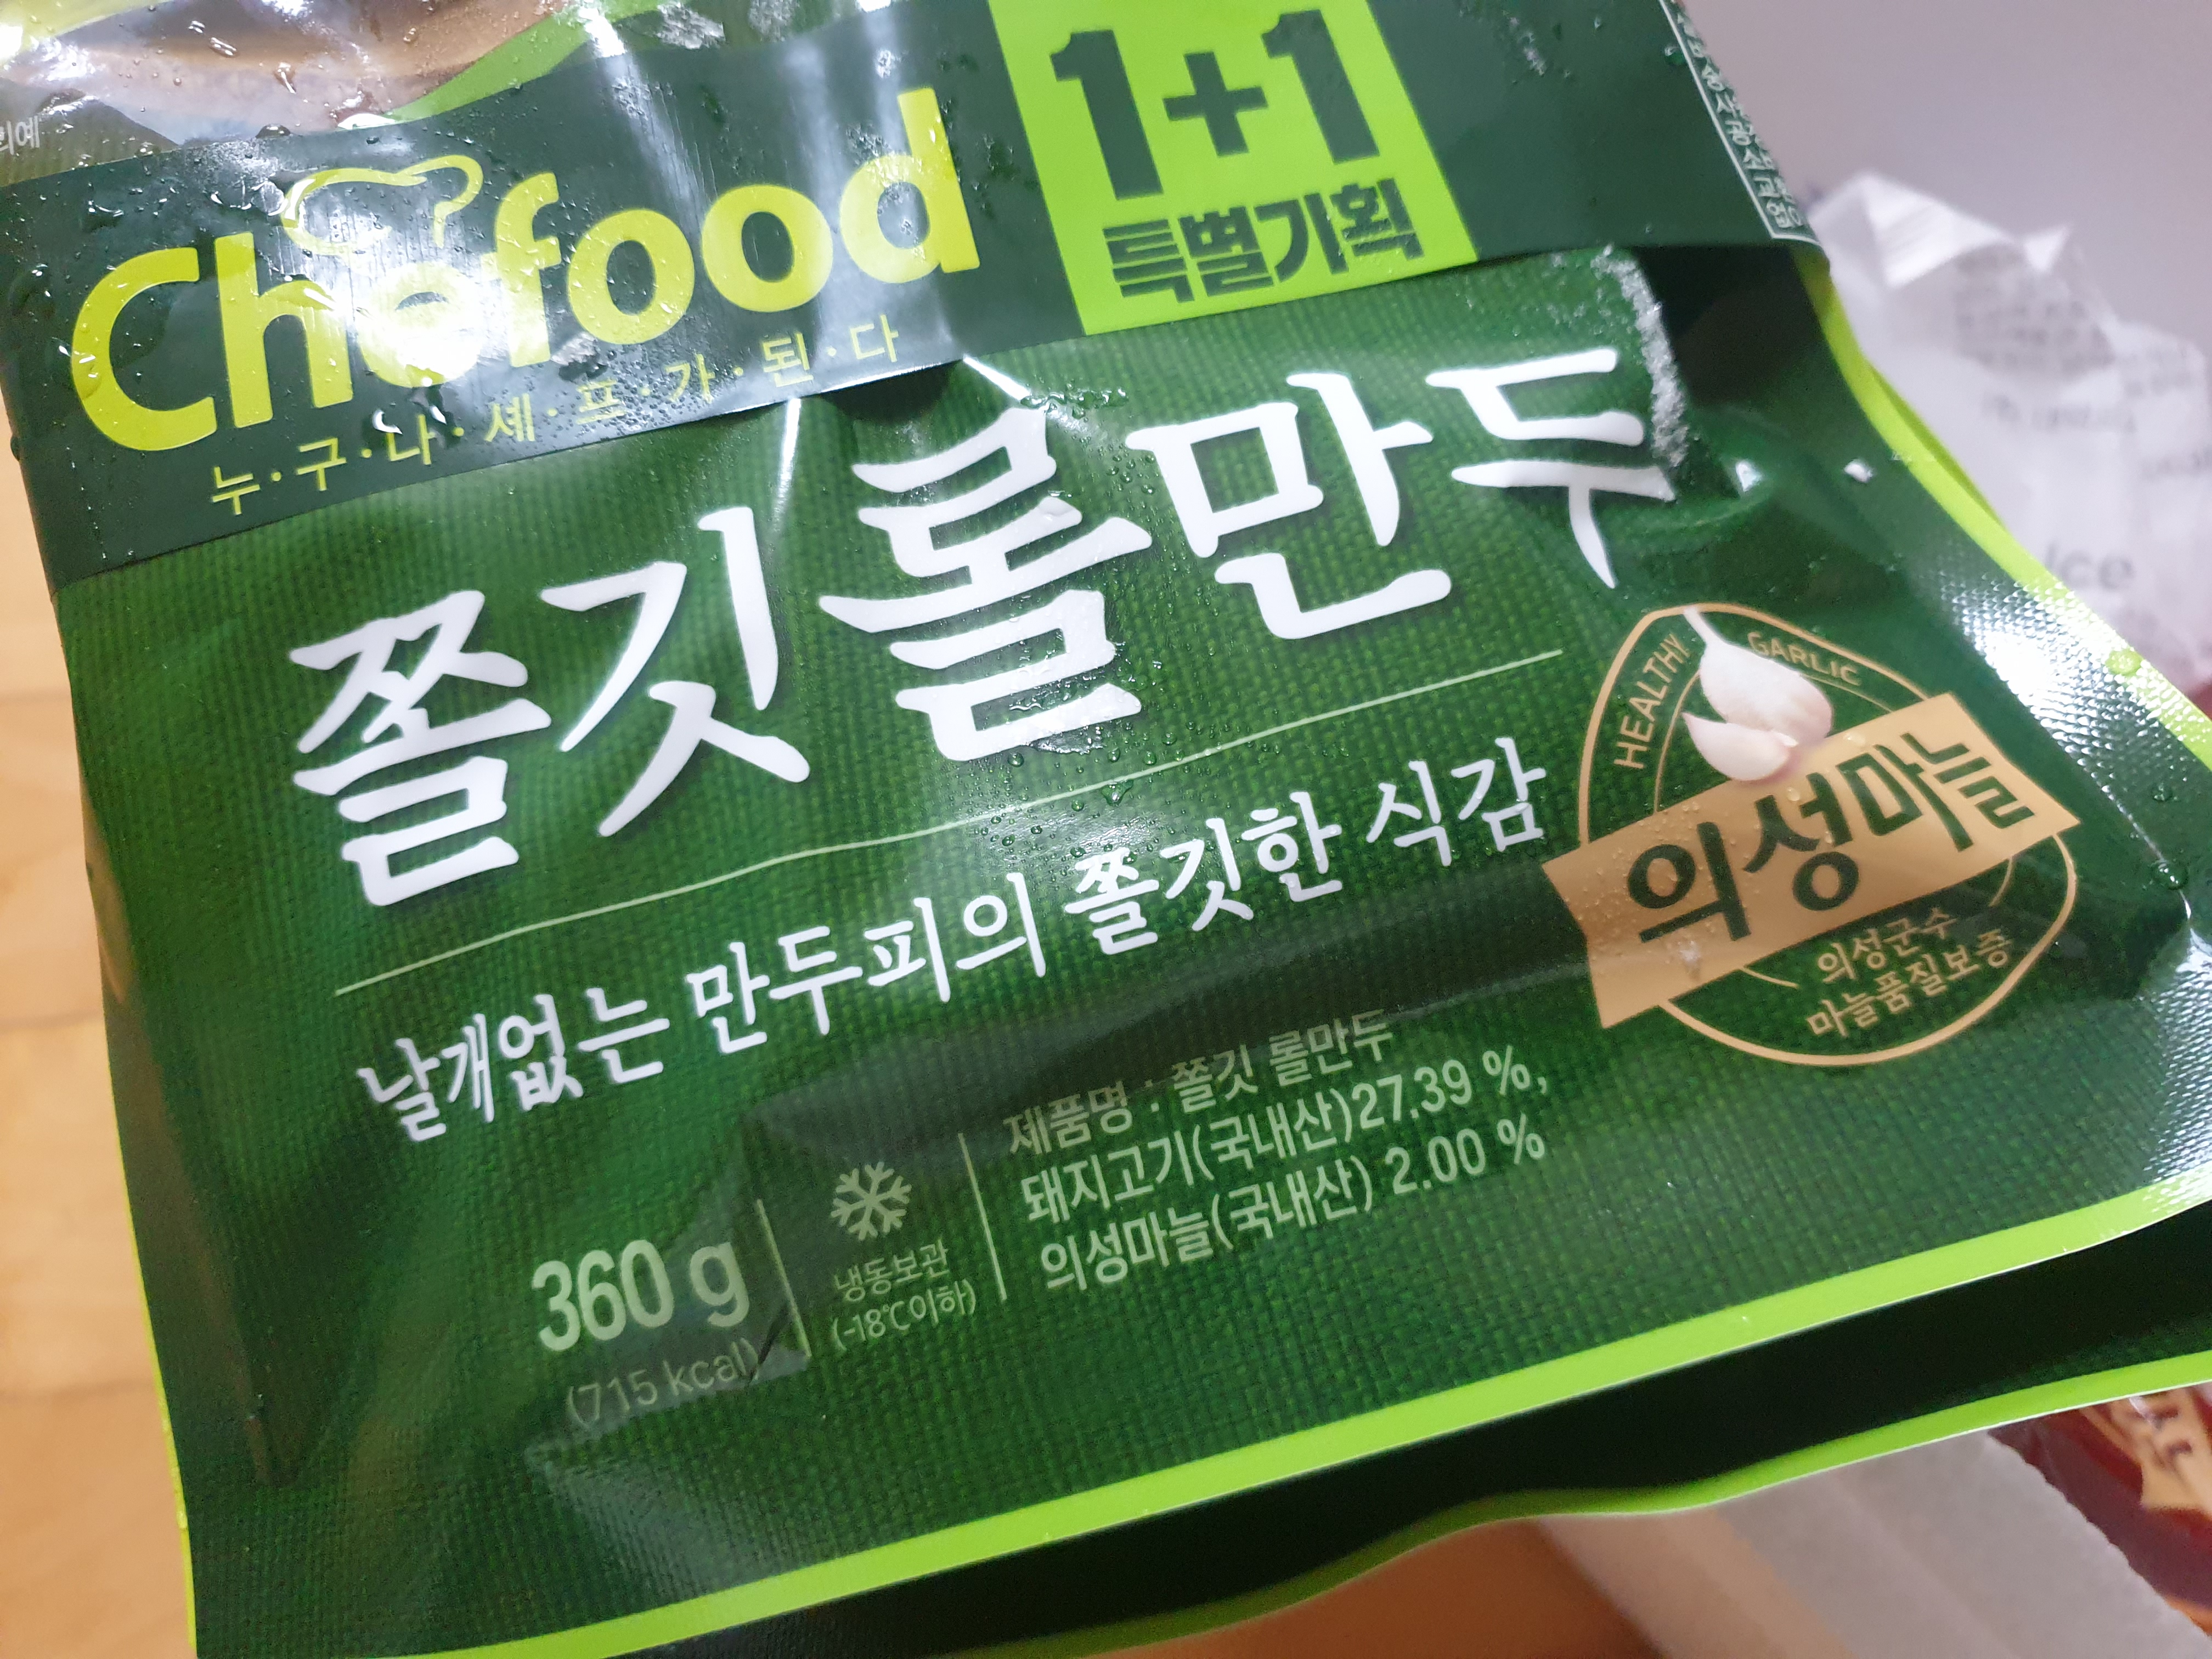 Chefood
누·구·나·셰·프·가·된·다
1+1
특별기획
쫄깃 롤만두
날개없는 만두피의 쫄깃한 식감
HEALTHY GARLIC
의성마늘
의성군수
마늘품질보증
360 g
(715 kcal)
냉동보관
(-18℃이하)
제품명 : 쫄깃 롤만두
돼지고기(국내산)27.39 %,
의성마늘(국내산) 2.00 %